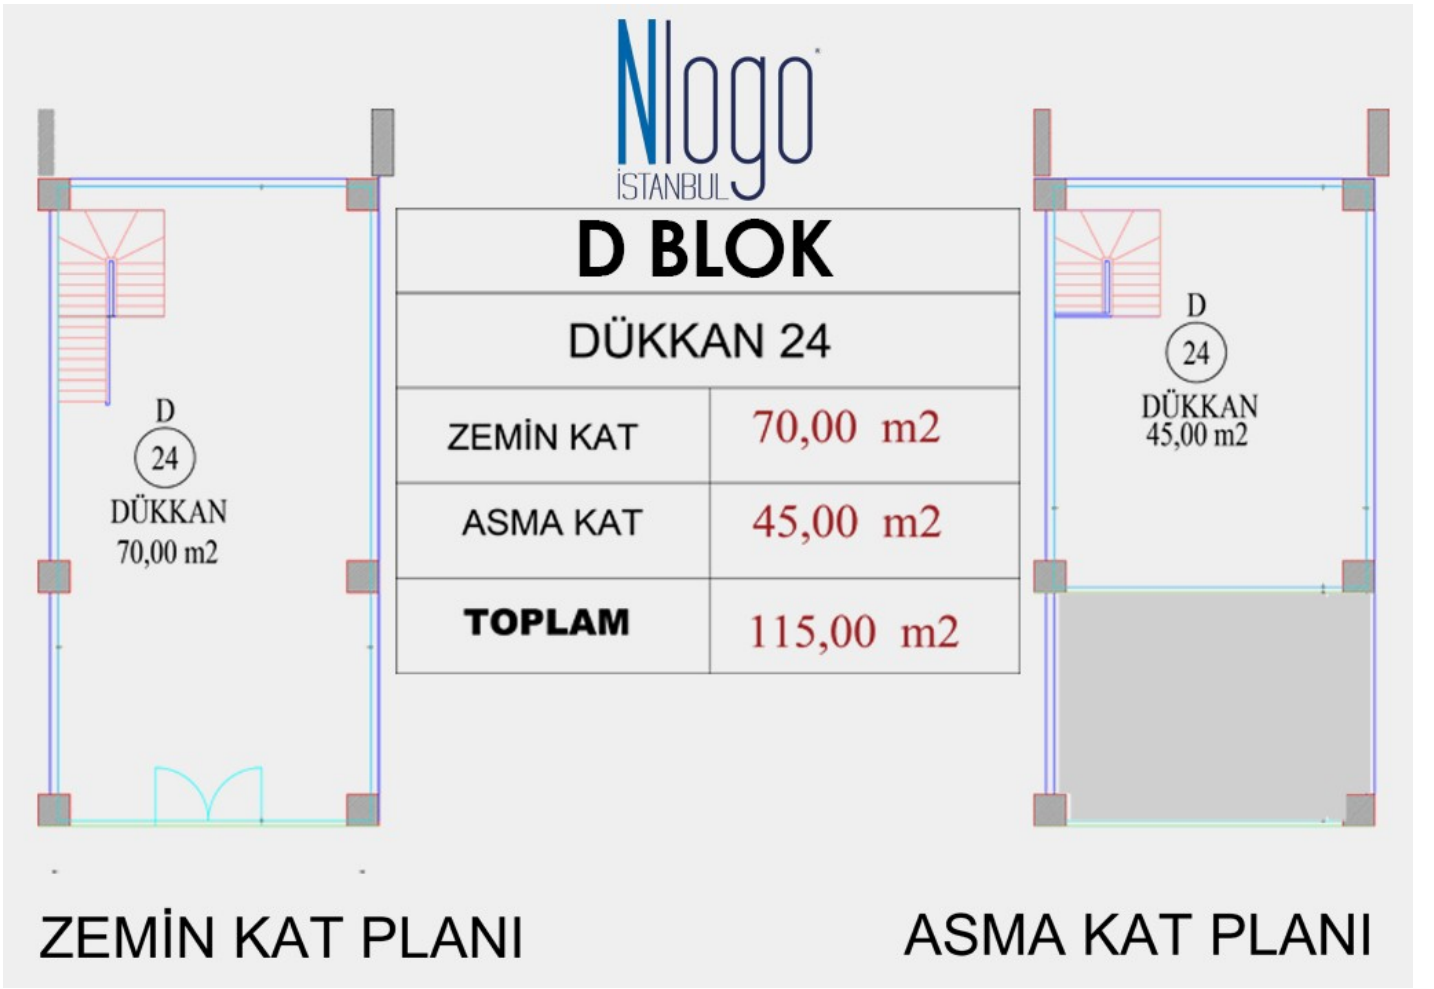 Nlogo
İSTANBUL
D BLOK
DÜKKAN 24
ZEMİN KAT 70,00 m2
ASMA KAT 45,00 m2
TOPLAM 115,00 m2
D
24
DÜKKAN
70,00 m2
D
24
DÜKKAN
45,00 m2
ZEMİN KAT PLANI
ASMA KAT PLANI